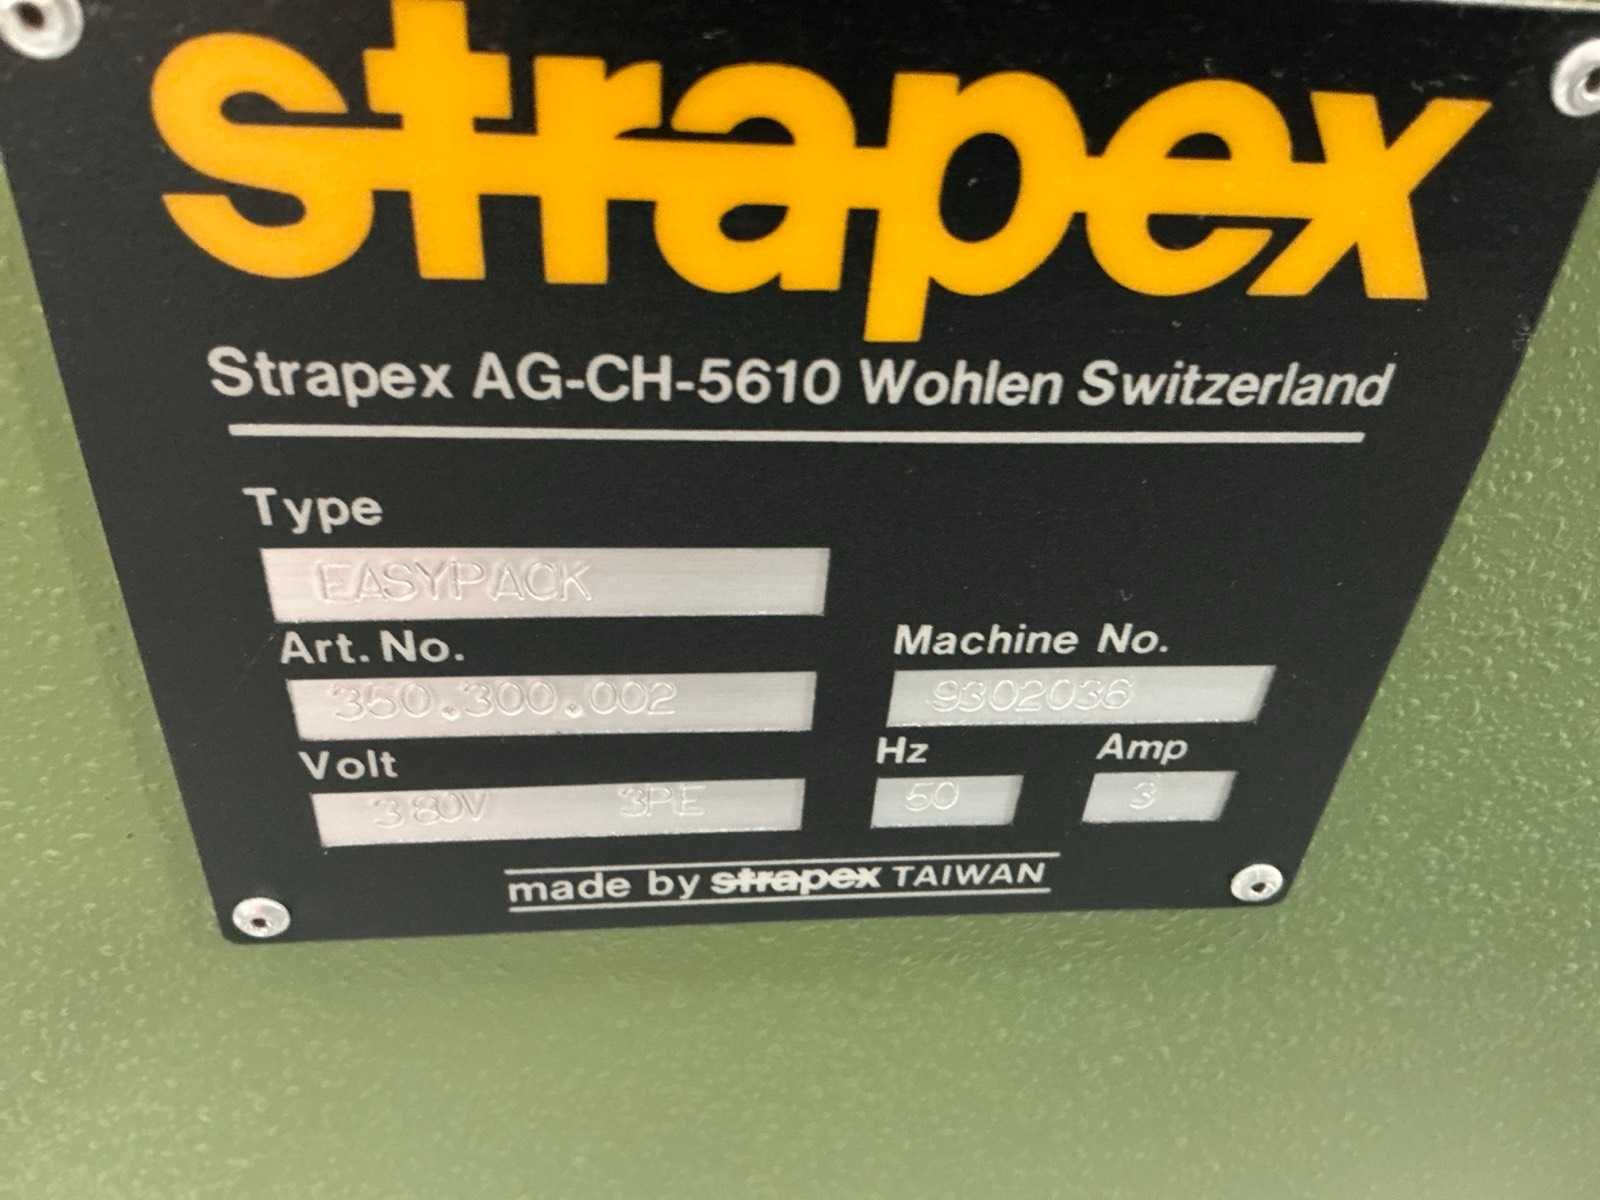 strapex
Strapex AG-CH-5610 Wohlen Switzerland
Type
EASYPACK
Art. No. Machine No.
350.300.002 9302036
Volt Hz Amp
380V 3PE 50 3
made by strapex TAIWAN